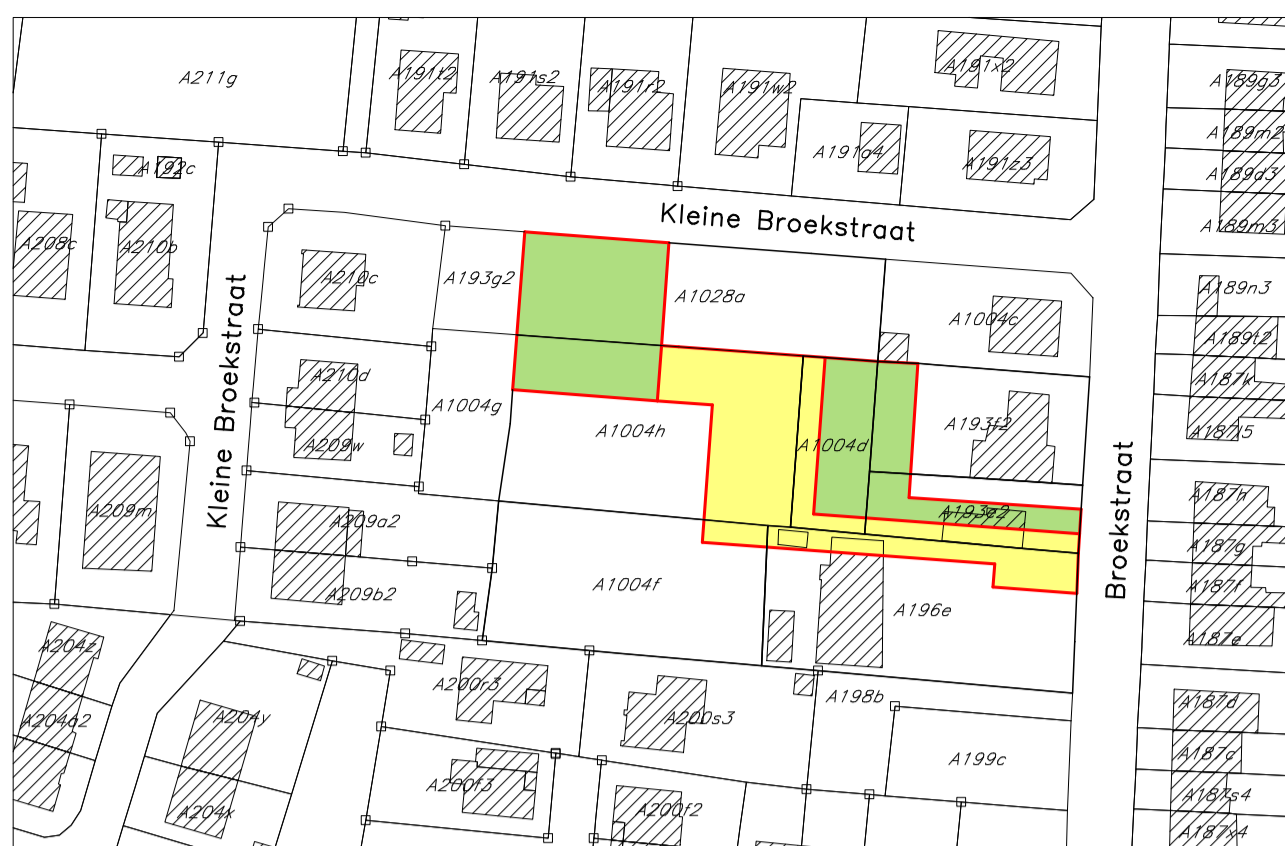 A211g
A191t2
A191s2
A191r2
A191w2
A191x2
A189g3
A189m2
A192c
A191q4
A191z3
A189d3
Kleine Broekstraat
A189m3
A208c
A210b
A210c
A193g2
A1028a
A1004c
A189n3
A189t2
Kleine Broekstraat
A210d
A1004g
A187k
A209w
A1004h
A1004d
A193f2
A187l5
Broekstraat
A209m
A209a2
A193e2
A187h
A187g
A209b2
A1004f
A196e
A187f
A187e
A204z
A200r3
A198b
A187d
A204a2
A204y
A200s3
A199c
A187c
A204x
A200f3
A200f2
A187s4
A187x4